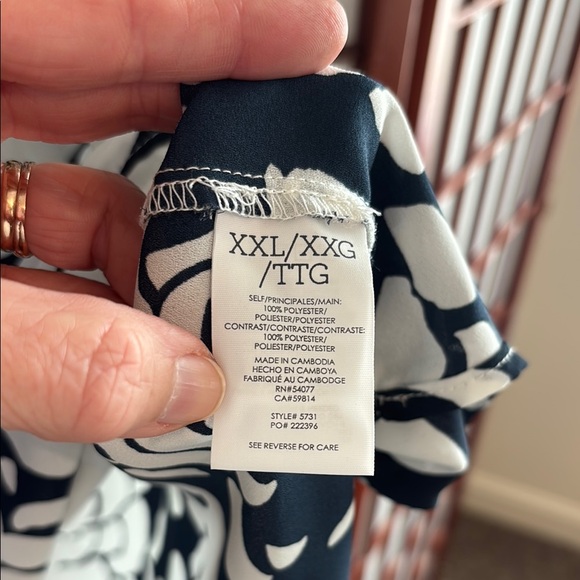 XXL/XXG
/TTG
SELF/PRINCIPALES/MAIN:
100% POLYESTER/
POLIESTER/POLYESTER
CONTRAST/CONTRASTE/CONTRASTE:
100% POLYESTER/
POLIESTER/POLYESTER
MADE IN CAMBODIA
HECHO EN CAMBOYA
FABRIQUÉ AU CAMBODGE
RN#54077
CA#59814
STYLE# 5731
PO# 222396
SEE REVERSE FOR CARE